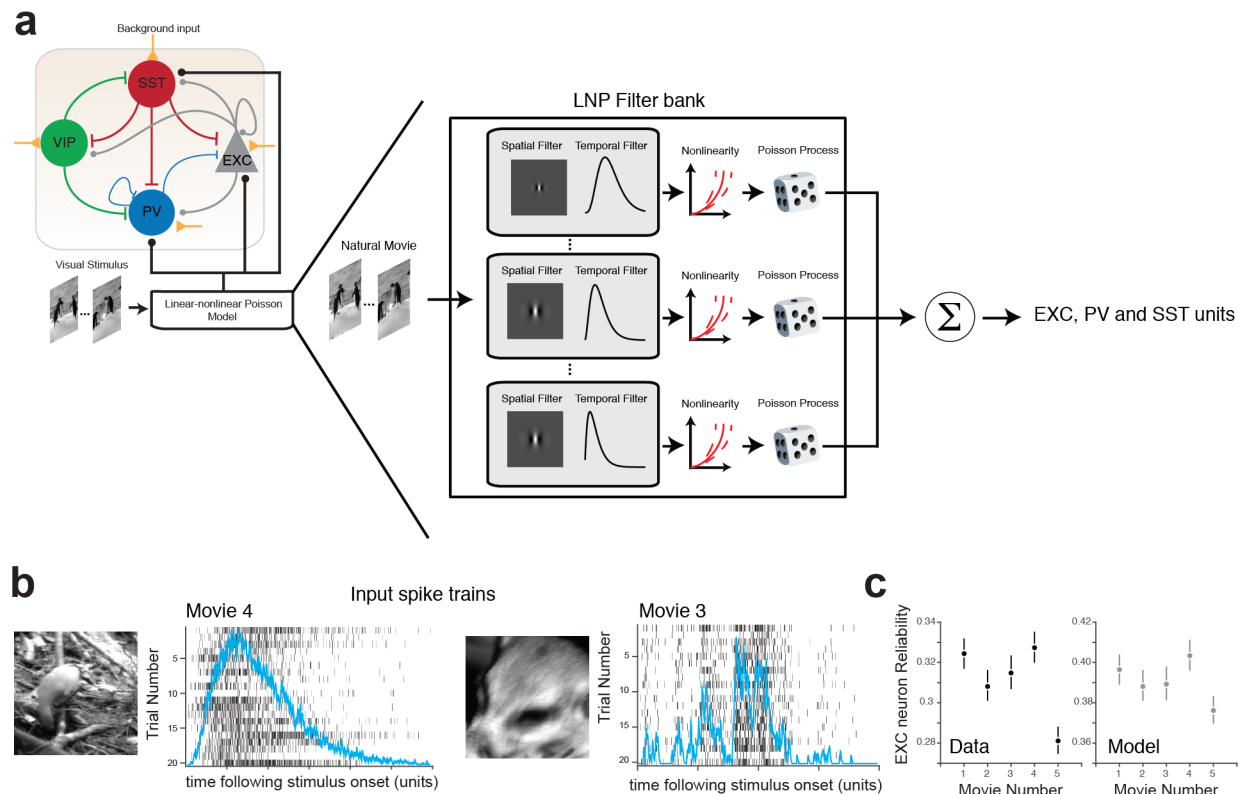 a
Background input
SST
VIP
EXC
PV
Visual Stimulus
...
Linear-nonlinear Poisson
Model
Natural Movie
...
LNP Filter bank
Spatial Filter Temporal Filter Nonlinearity Poisson Process
...
Spatial Filter Temporal Filter Nonlinearity Poisson Process
...
Spatial Filter Temporal Filter Nonlinearity Poisson Process
Σ
EXC, PV and SST units
b
Input spike trains
Movie 4
Trial Number
5
10
15
20
time following stimulus onset (units)
Movie 3
Trial Number
5
10
15
20
time following stimulus onset (units)
c
EXC neuron Reliability
0.34
0.32
0.3
0.28
Data
1 2 3 4 5
Movie Number
0.42
0.40
0.38
0.36
Model
1 2 3 4 5
Movie Number